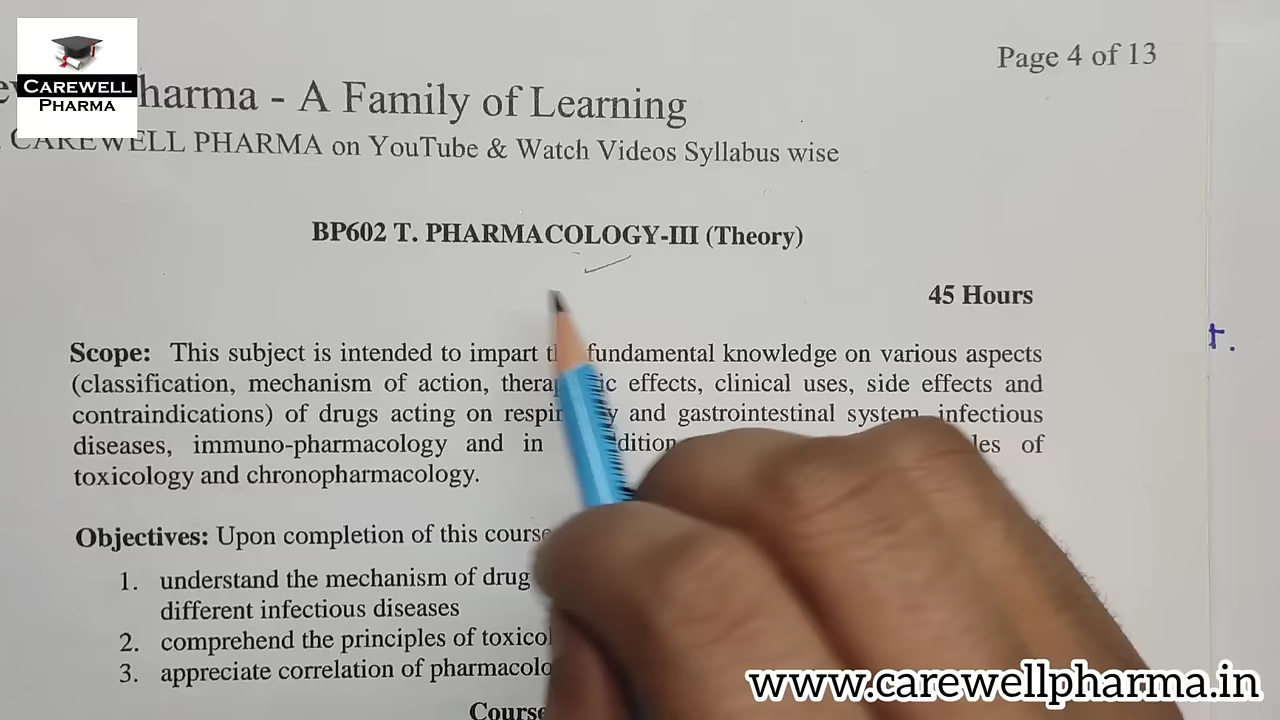 CAREWELL
PHARMA
Page 4 of 13
harma - A Family of Learning
CAREWELL PHARMA on YouTube & Watch Videos Syllabus wise
BP602 T. PHARMACOLOGY-III (Theory)
45 Hours
Scope: This subject is intended to impart fundamental knowledge on various aspects
(classification, mechanism of action, effects, clinical uses, side effects and
contraindications) of drugs acting on and gastrointestinal system, infectious
diseases, immuno-pharmacology and in of
toxicology and chronopharmacology.
Objectives: Upon completion of this course
1. understand the mechanism of drug
different infectious diseases
2. comprehend the principles of
3. appreciate correlation of
Course
www.carewellpharma.in